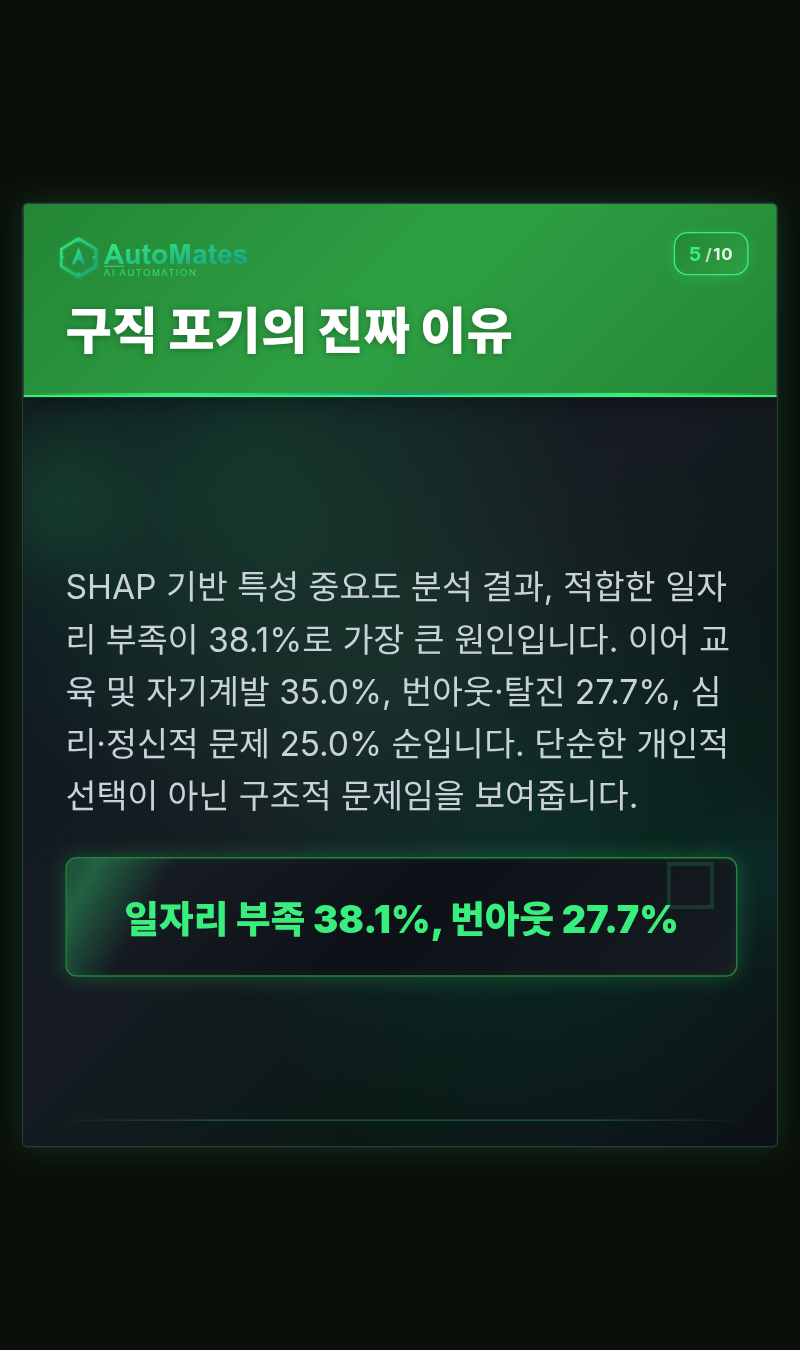 AutoMates
AI AUTOMATION
5 / 10
구직 포기의 진짜 이유
SHAP 기반 특성 중요도 분석 결과, 적합한 일자
리 부족이 38.1%로 가장 큰 원인입니다. 이어 교
육 및 자기계발 35.0%, 번아웃·탈진 27.7%, 심
리·정신적 문제 25.0% 순입니다. 단순한 개인적
선택이 아닌 구조적 문제임을 보여줍니다.
일자리 부족 38.1%, 번아웃 27.7%